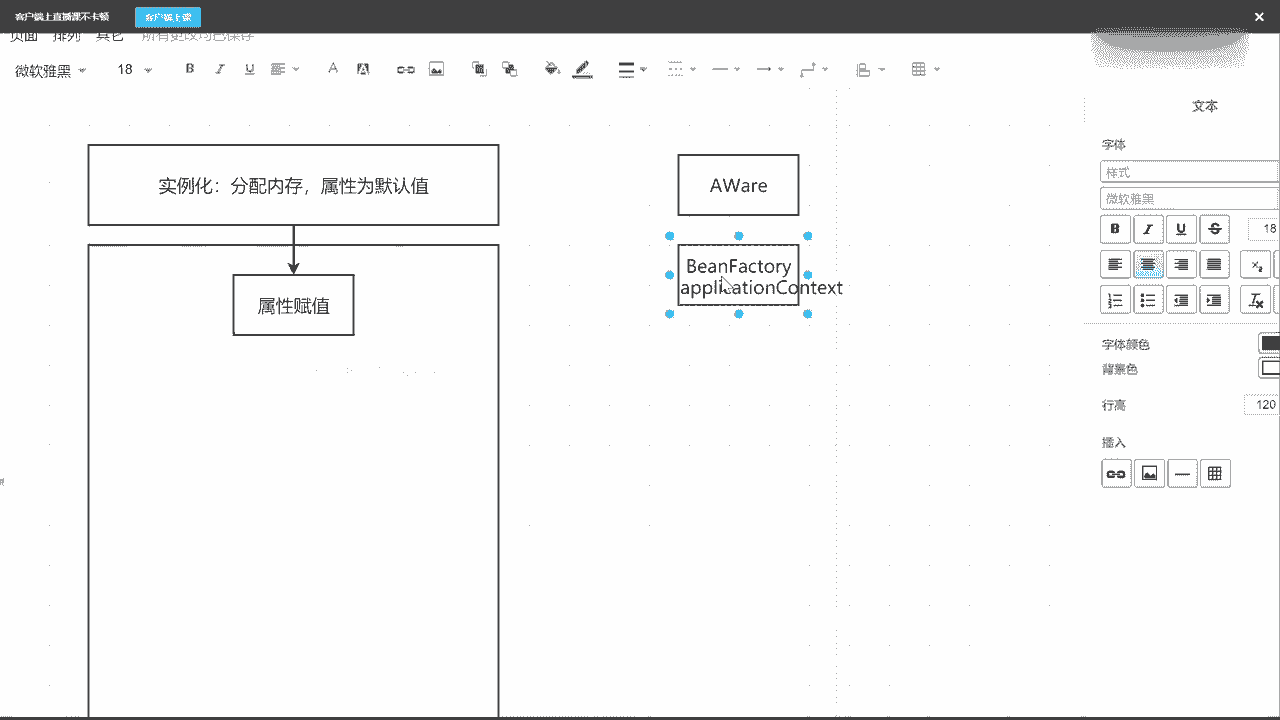 客户端上直播课不卡顿
客户端上课
页面 排列 其它 所有更改均已保存
微软雅黑 18
文本
实例化：分配内存，属性为默认值
属性赋值
AWare
BeanFactory
applicationContext
字体
样式
微软雅黑
18
字体颜色
背景色
行高
120
插入